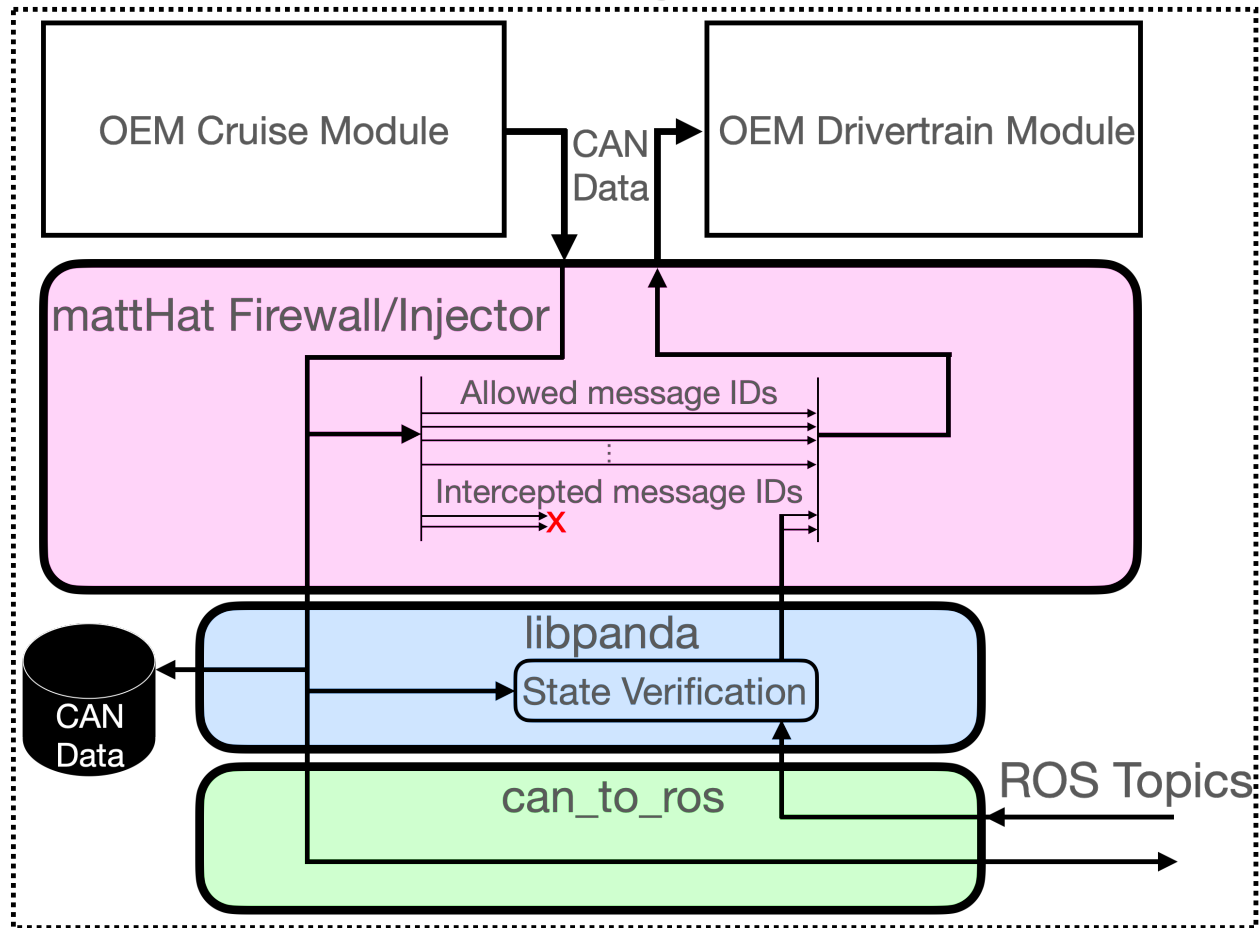 OEM Cruise Module
CAN
Data
OEM Drivertrain Module
mattHat Firewall/Injector
Allowed message IDs
Intercepted message IDs
X
libpanda
State Verification
CAN
Data
can_to_ros
ROS Topics